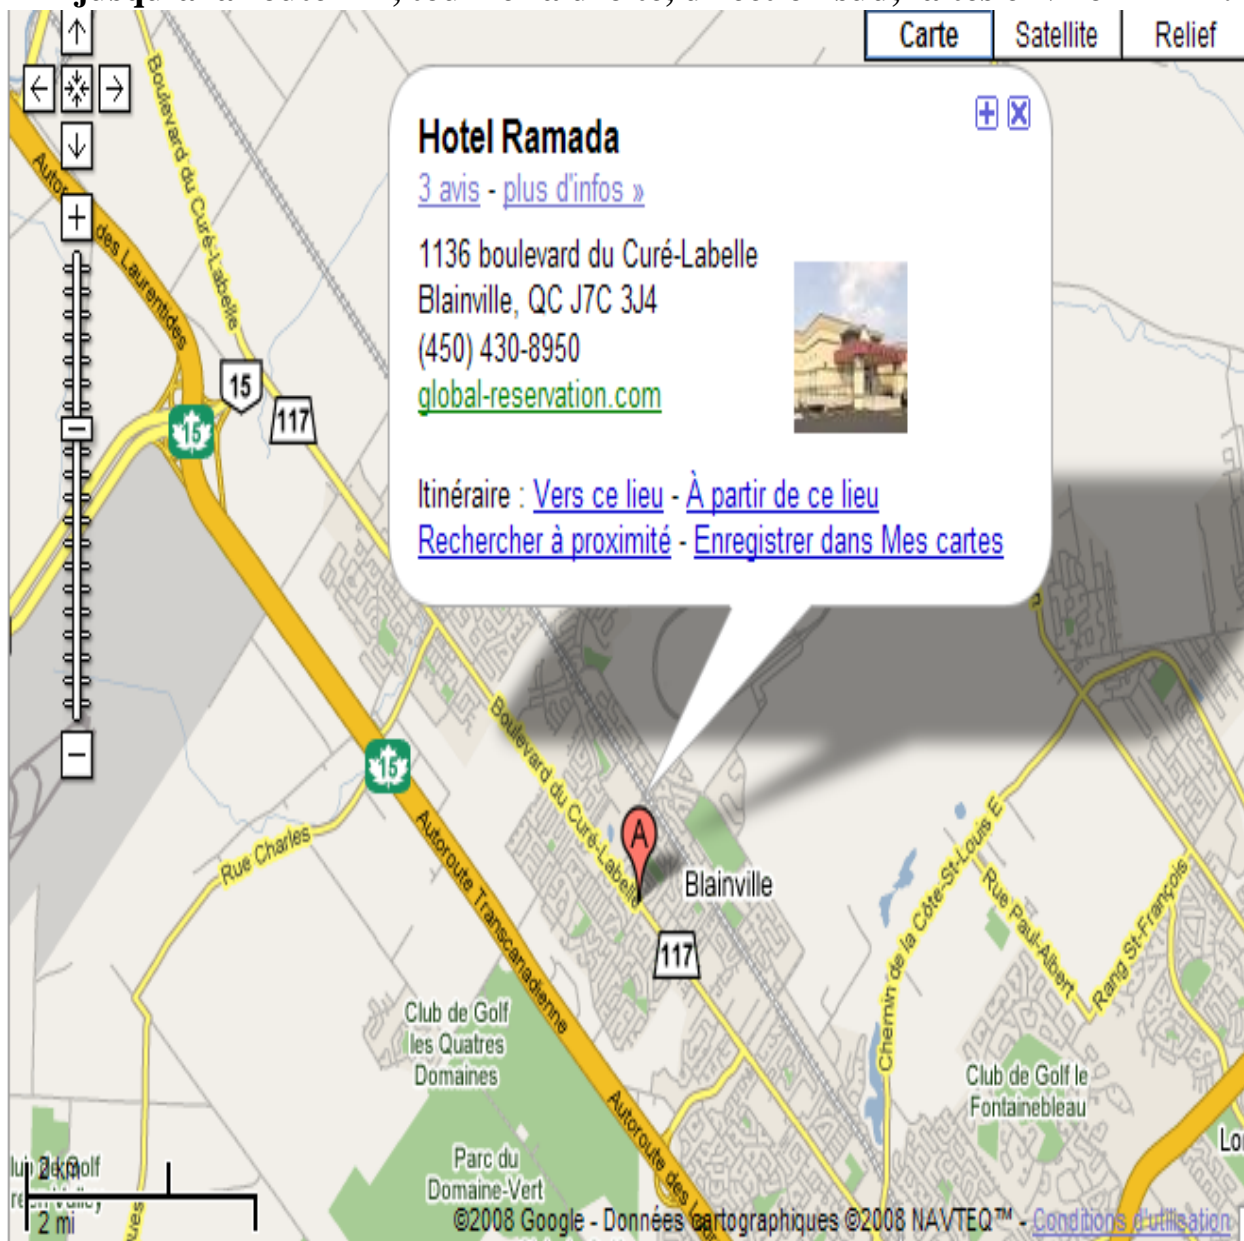 Carte
Satellite
Relief
Hotel Ramada
3 avis - plus d'infos »
1136 boulevard du Curé-Labelle
Blainville, QC J7C 3J4
(450) 430-8950
global-reservation.com
Itinéraire : Vers ce lieu - À partir de ce lieu
Rechercher à proximité - Enregistrer dans Mes cartes
Boulevard du Curé-Labelle
des Laurentides
15
117
15
Boulevard du Curé-Labelle
15
Rue Charles
Autoroute Transcanadienne
A
Blainville
117
Chemin de la Côte-St-Louis E
Rue Paul-Albert
Rang St-François
Club de Golf
les Quatres
Domaines
Club de Golf le
Fontainebleau
Parc du
Domaine-Vert
Autoroute des
2 km
2 mi
©2008 Google - Données cartographiques ©2008 NAVTEQ™ - Conditions d'utilisation